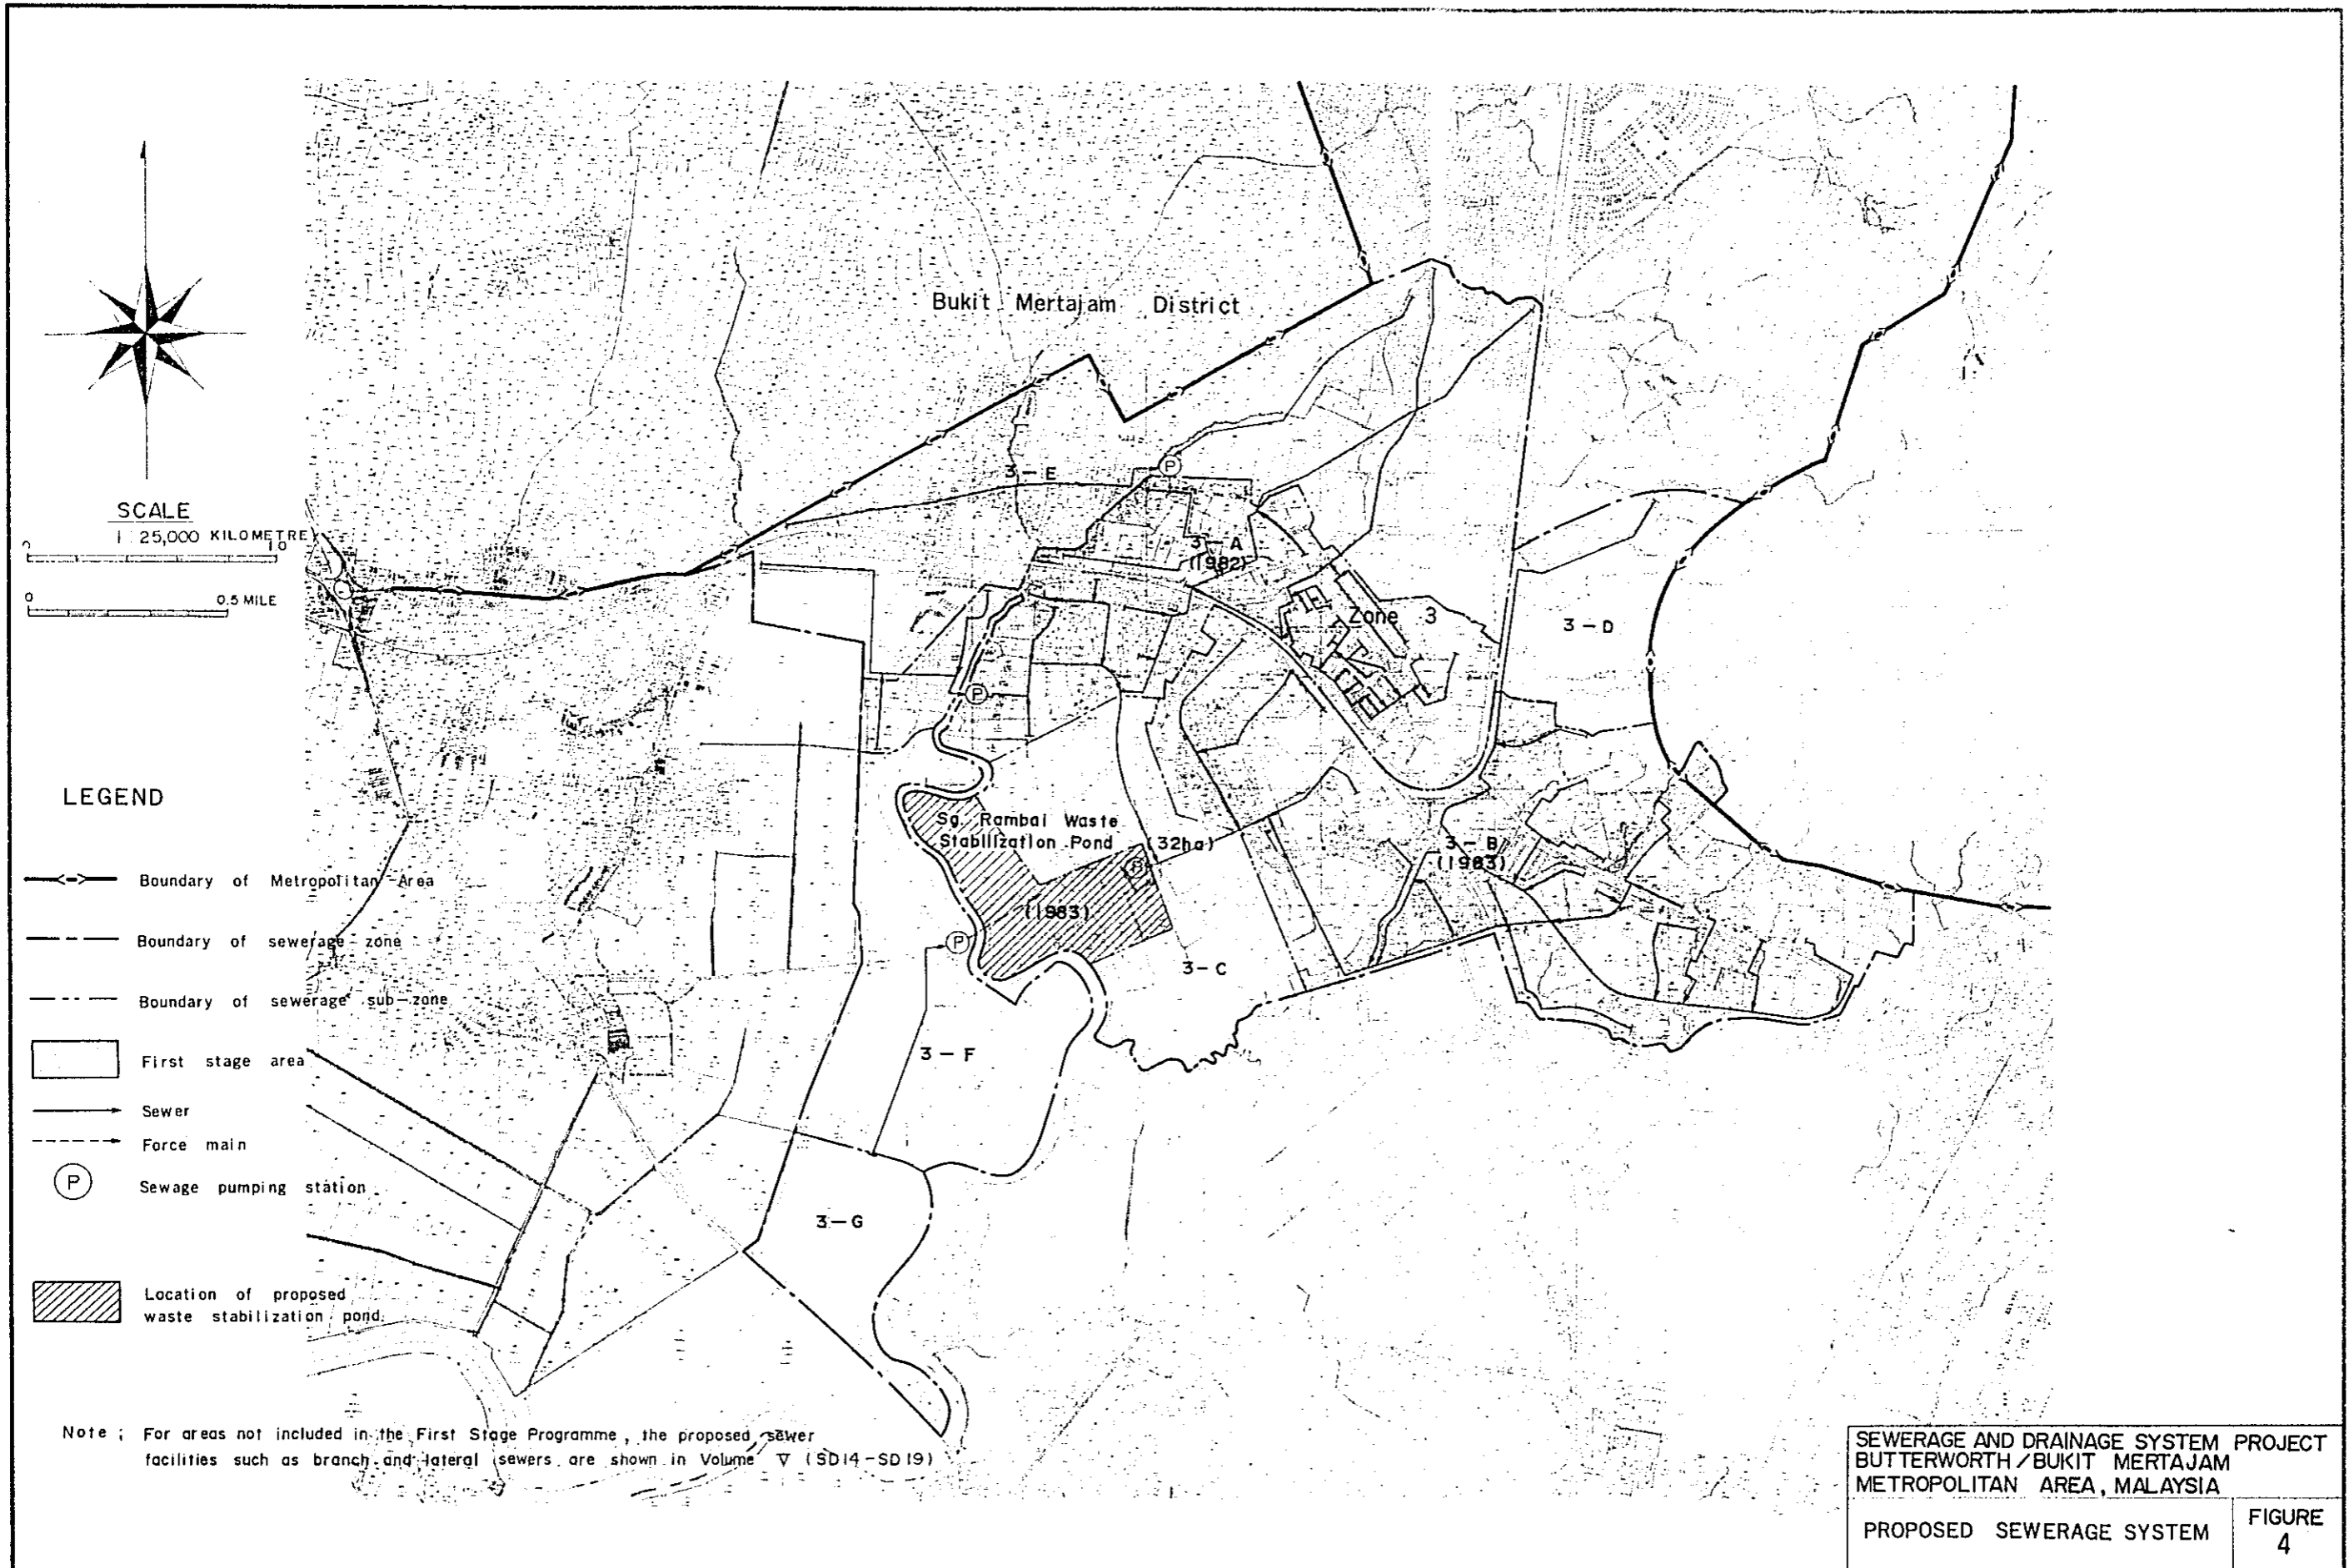 Bukit Mertajam District
SCALE
1:25,000 KILOMETRE
0 1.0
0 0.5 MILE
3-E
P
3-A
(1982)
Zone 3
3-D
P
LEGEND
Sg. Rambai Waste
Stabilization Pond (32ha)
P
3-B
(1983)
(1983)
P
3-C
3-F
3-G
Boundary of Metropolitan Area
Boundary of sewerage zone
Boundary of sewerage sub-zone
First stage area
Sewer
Force main
P Sewage pumping station
Location of proposed
waste stabilization pond
Note ; For areas not included in the First Stage Programme, the proposed sewer
facilities such as branch and lateral sewers are shown in Volume V (SD14-SD19)
SEWERAGE AND DRAINAGE SYSTEM PROJECT
BUTTERWORTH/BUKIT MERTAJAM
METROPOLITAN AREA, MALAYSIA
PROPOSED SEWERAGE SYSTEM
FIGURE
4